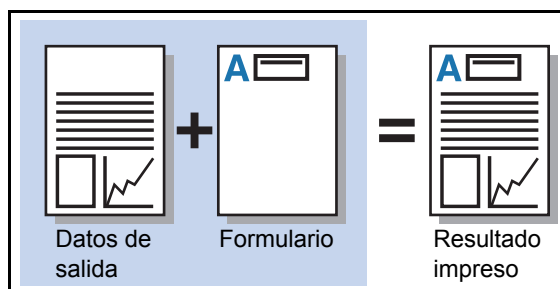 A
+
A
=
Datos de
salida
Formulario
Resultado
impreso